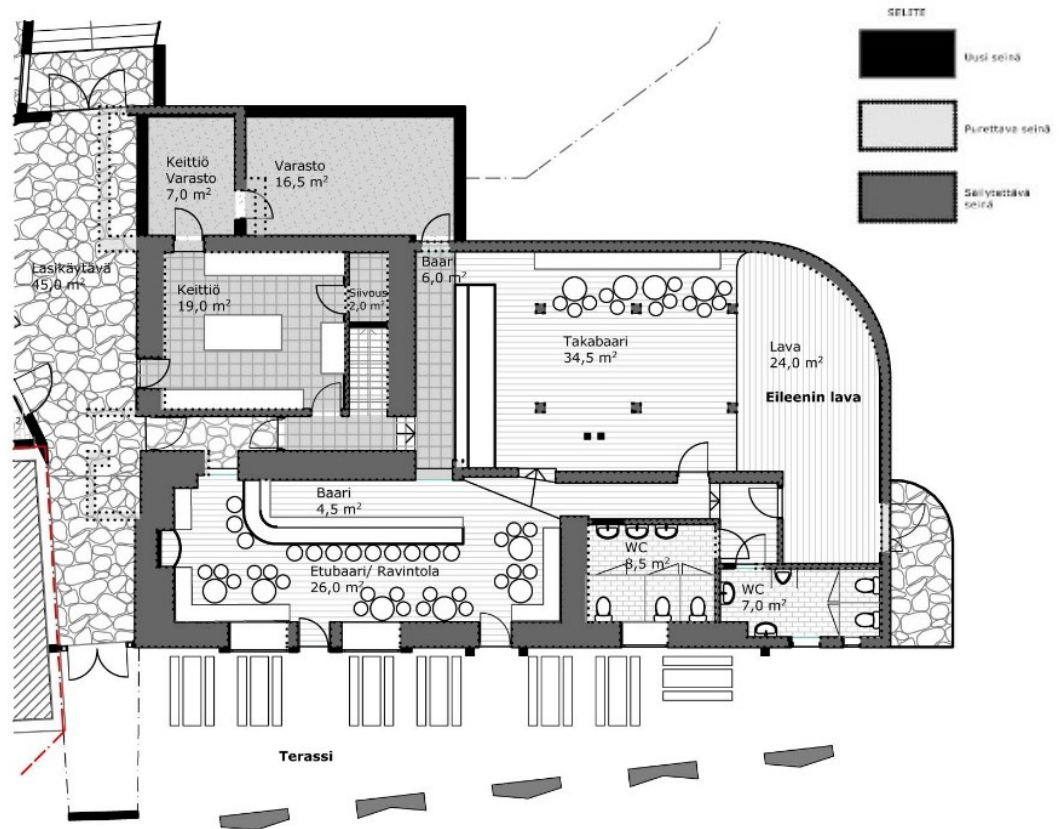 SELITE
Uusi seinä
Purettava seinä
Säilytettävä
seinä
Keittiö
Varasto
7,0 m²
Varasto
16,5 m²
Lasikäytävä
45,0 m²
Keittiö
19,0 m²
Siivous
2,0 m²
Baari
6,0 m²
Takabaari
34,5 m²
Lava
24,0 m²
Eileenin lava
Baari
4,5 m²
Etubaari/ Ravintola
26,0 m²
WC
8,5 m²
WC
7,0 m²
Terassi